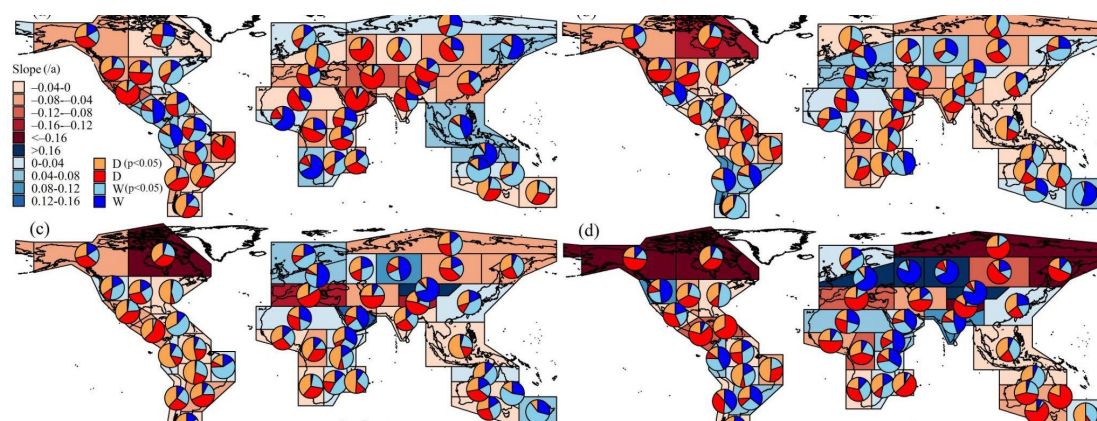 (b)
Slope (/a)
−0.04-0
−0.08-−0.04
−0.12-−0.08
−0.16-−0.12
<−0.16
>0.16
0-0.04
0.04-0.08
0.08-0.12
0.12-0.16
D (p<0.05)
D
W (p<0.05)
W
(c)
(d)